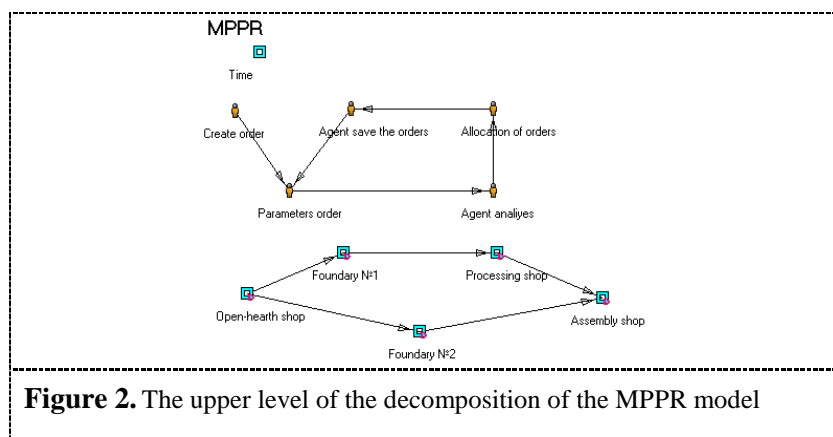 MPPR
Time
Create order
Agent save the orders
Allocation of orders
Parameters order
Agent analiyes
Foundary Nº1
Processing shop
Open-hearth shop
Assembly shop
Foundary Nº2
Figure 2. The upper level of the decomposition of the MPPR model